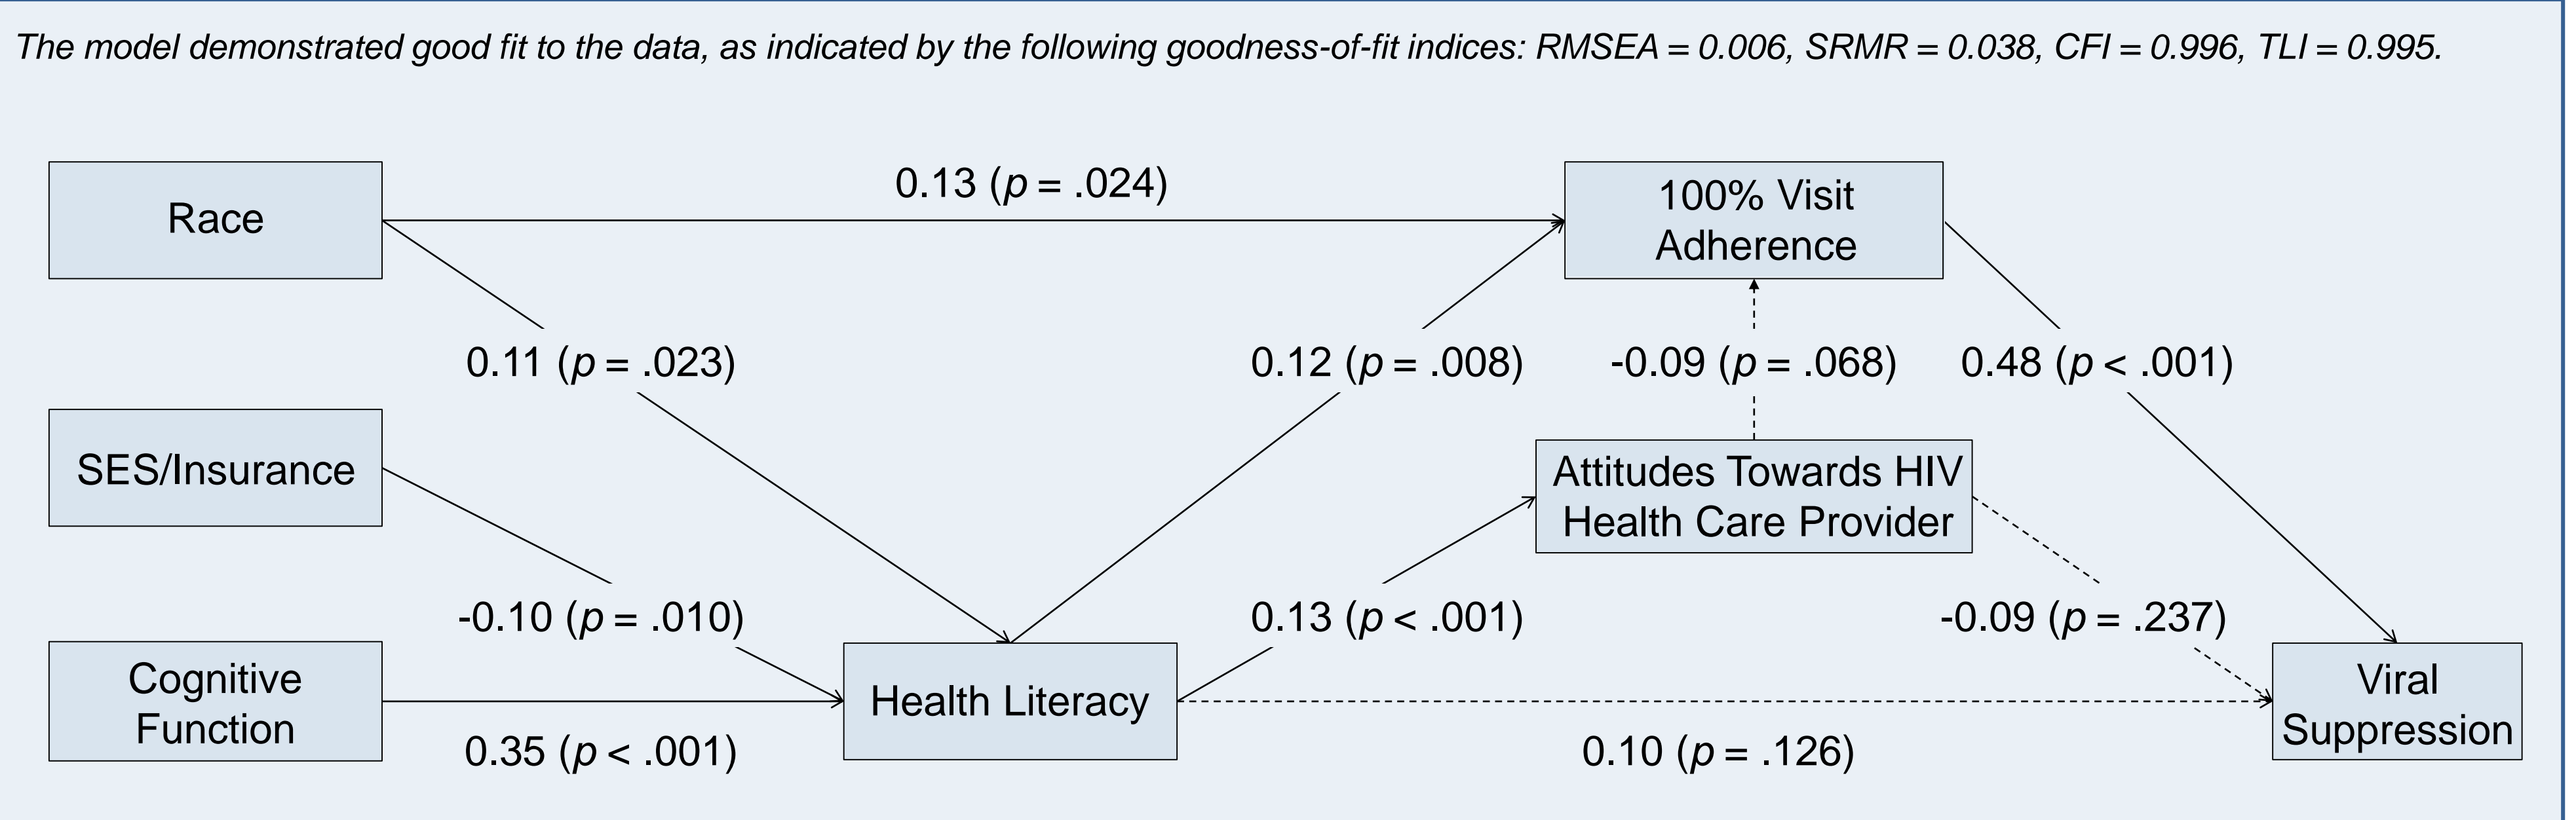 The model demonstrated good fit to the data, as indicated by the following goodness-of-fit indices: RMSEA = 0.006, SRMR = 0.038, CFI = 0.996, TLI = 0.995.
0.13 (p = .024)
Race
100% Visit
Adherence
0.11 (p = .023)
0.12 (p = .008)
-0.09 (p = .068)
0.48 (p < .001)
SES/Insurance
Attitudes Towards HIV
Health Care Provider
-0.10 (p = .010)
0.13 (p < .001)
-0.09 (p = .237)
Cognitive
Function
Health Literacy
Viral
Suppression
0.35 (p < .001)
0.10 (p = .126)